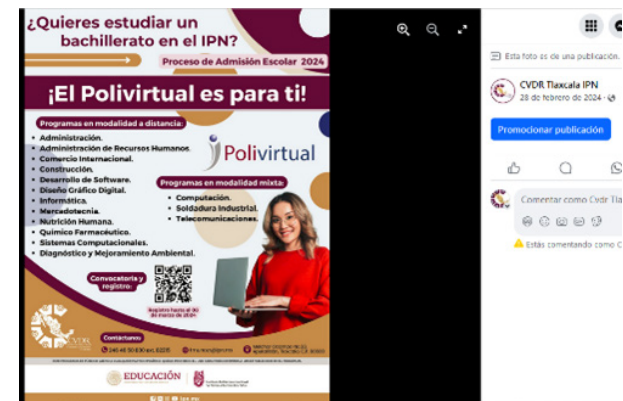 ¿Quieres estudiar un
bachillerato en el IPN?
Proceso de Admisión Escolar 2024
¡El Polivirtual es para ti!
Programas en modalidad a distancia:
Administración.
Administración de Recursos Humanos.
Comercio Internacional.
Construcción.
Desarrollo de Software.
Diseño Gráfico Digital.
Informática.
Mercadotecnia.
Nutrición Humana.
Químico Farmacéutico.
Sistemas Computacionales.
Diagnóstico y Mejoramiento Ambiental.
Polivirtual
Programas en modalidad mixta:
Computación.
Soldadura Industrial.
Telecomunicaciones.
Convocatoria y
registro:
CVDR
Contáctanos:
EDUCACIÓN
Esta foto es de una publicación.
CVDR Tlaxcala IPN
28 de febrero de 2024
Promocionar publicación
Comentar como Cvdr Tla
Estás comentando como C